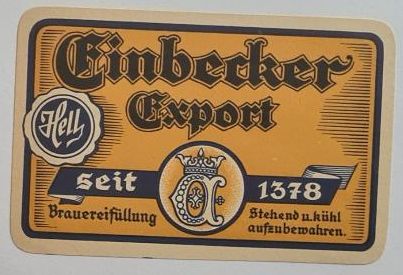 Einbecker
Export
Hell
seit 1378
Brauereifüllung
Stehend u. kühl
aufzubewahren.